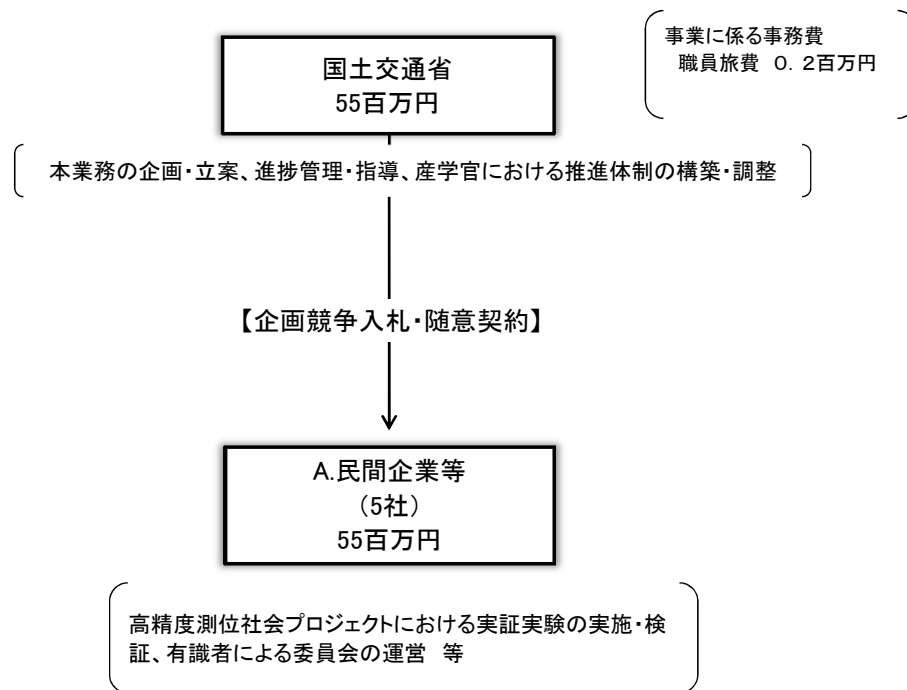 事業に係る事務費
職員旅費　０．２百万円
国土交通省
55百万円
本業務の企画・立案、進捗管理・指導、産学官における推進体制の構築・調整
【企画競争入札・随意契約】
A.民間企業等
（5社）
55百万円
高精度測位社会プロジェクトにおける実証実験の実施・検
証、有識者による委員会の運営　等